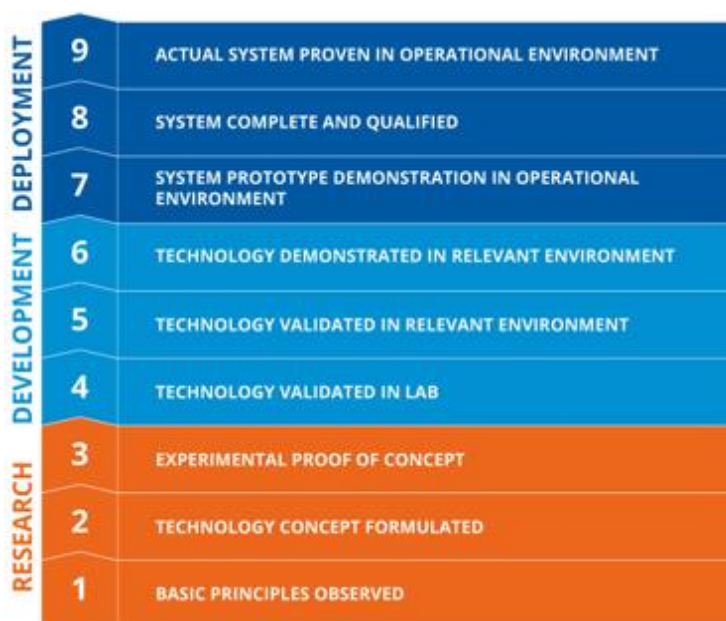 DEPLOYMENT
9
ACTUAL SYSTEM PROVEN IN OPERATIONAL ENVIRONMENT
8
SYSTEM COMPLETE AND QUALIFIED
7
SYSTEM PROTOTYPE DEMONSTRATION IN OPERATIONAL
ENVIRONMENT
DEVELOPMENT
6
TECHNOLOGY DEMONSTRATED IN RELEVANT ENVIRONMENT
5
TECHNOLOGY VALIDATED IN RELEVANT ENVIRONMENT
4
TECHNOLOGY VALIDATED IN LAB
RESEARCH
3
EXPERIMENTAL PROOF OF CONCEPT
2
TECHNOLOGY CONCEPT FORMULATED
1
BASIC PRINCIPLES OBSERVED